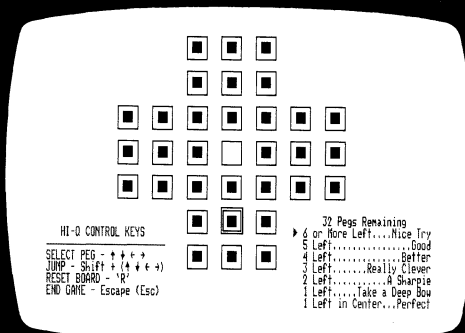 HI-Q CONTROL KEYS
SELECT PEG - ↑ ↓ ← →
JUMP - Shift + (↑ ↓ ← →)
RESET BOARD - 'R'
END GAME - Escape (Esc)
32 Pegs Remaining
6 or More Left....Nice Try
5 Left...............Good
4 Left.............Better
3 Left.......Really Clever
2 Left..........A Sharpie
1 Left.....Take a Deep Bow
1 Left in Center...Perfect